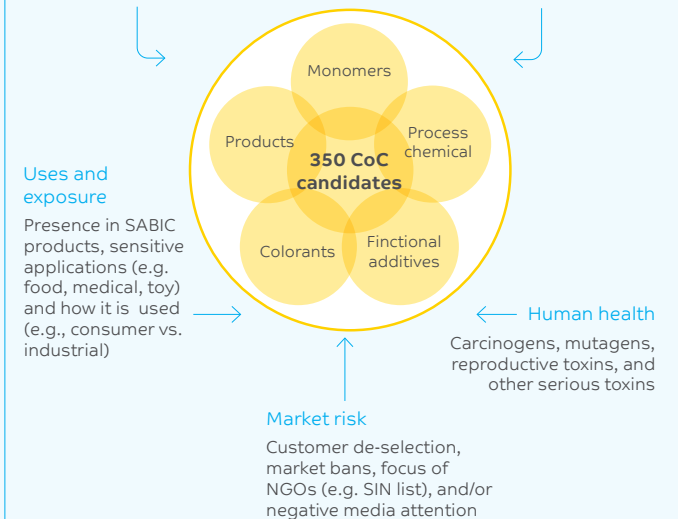 Monomers
Products
Process
chemical
350 CoC
candidates
Colorants
Finctional
additives
Uses and
exposure
Presence in SABIC
products, sensitive
applications (e.g.
food, medical, toy)
and how it is used
(e.g., consumer vs.
industrial)
Human health
Carcinogens, mutagens,
reproductive toxins, and
other serious toxins
Market risk
Customer de-selection,
market bans, focus of
NGOs (e.g. SIN list), and/or
negative media attention